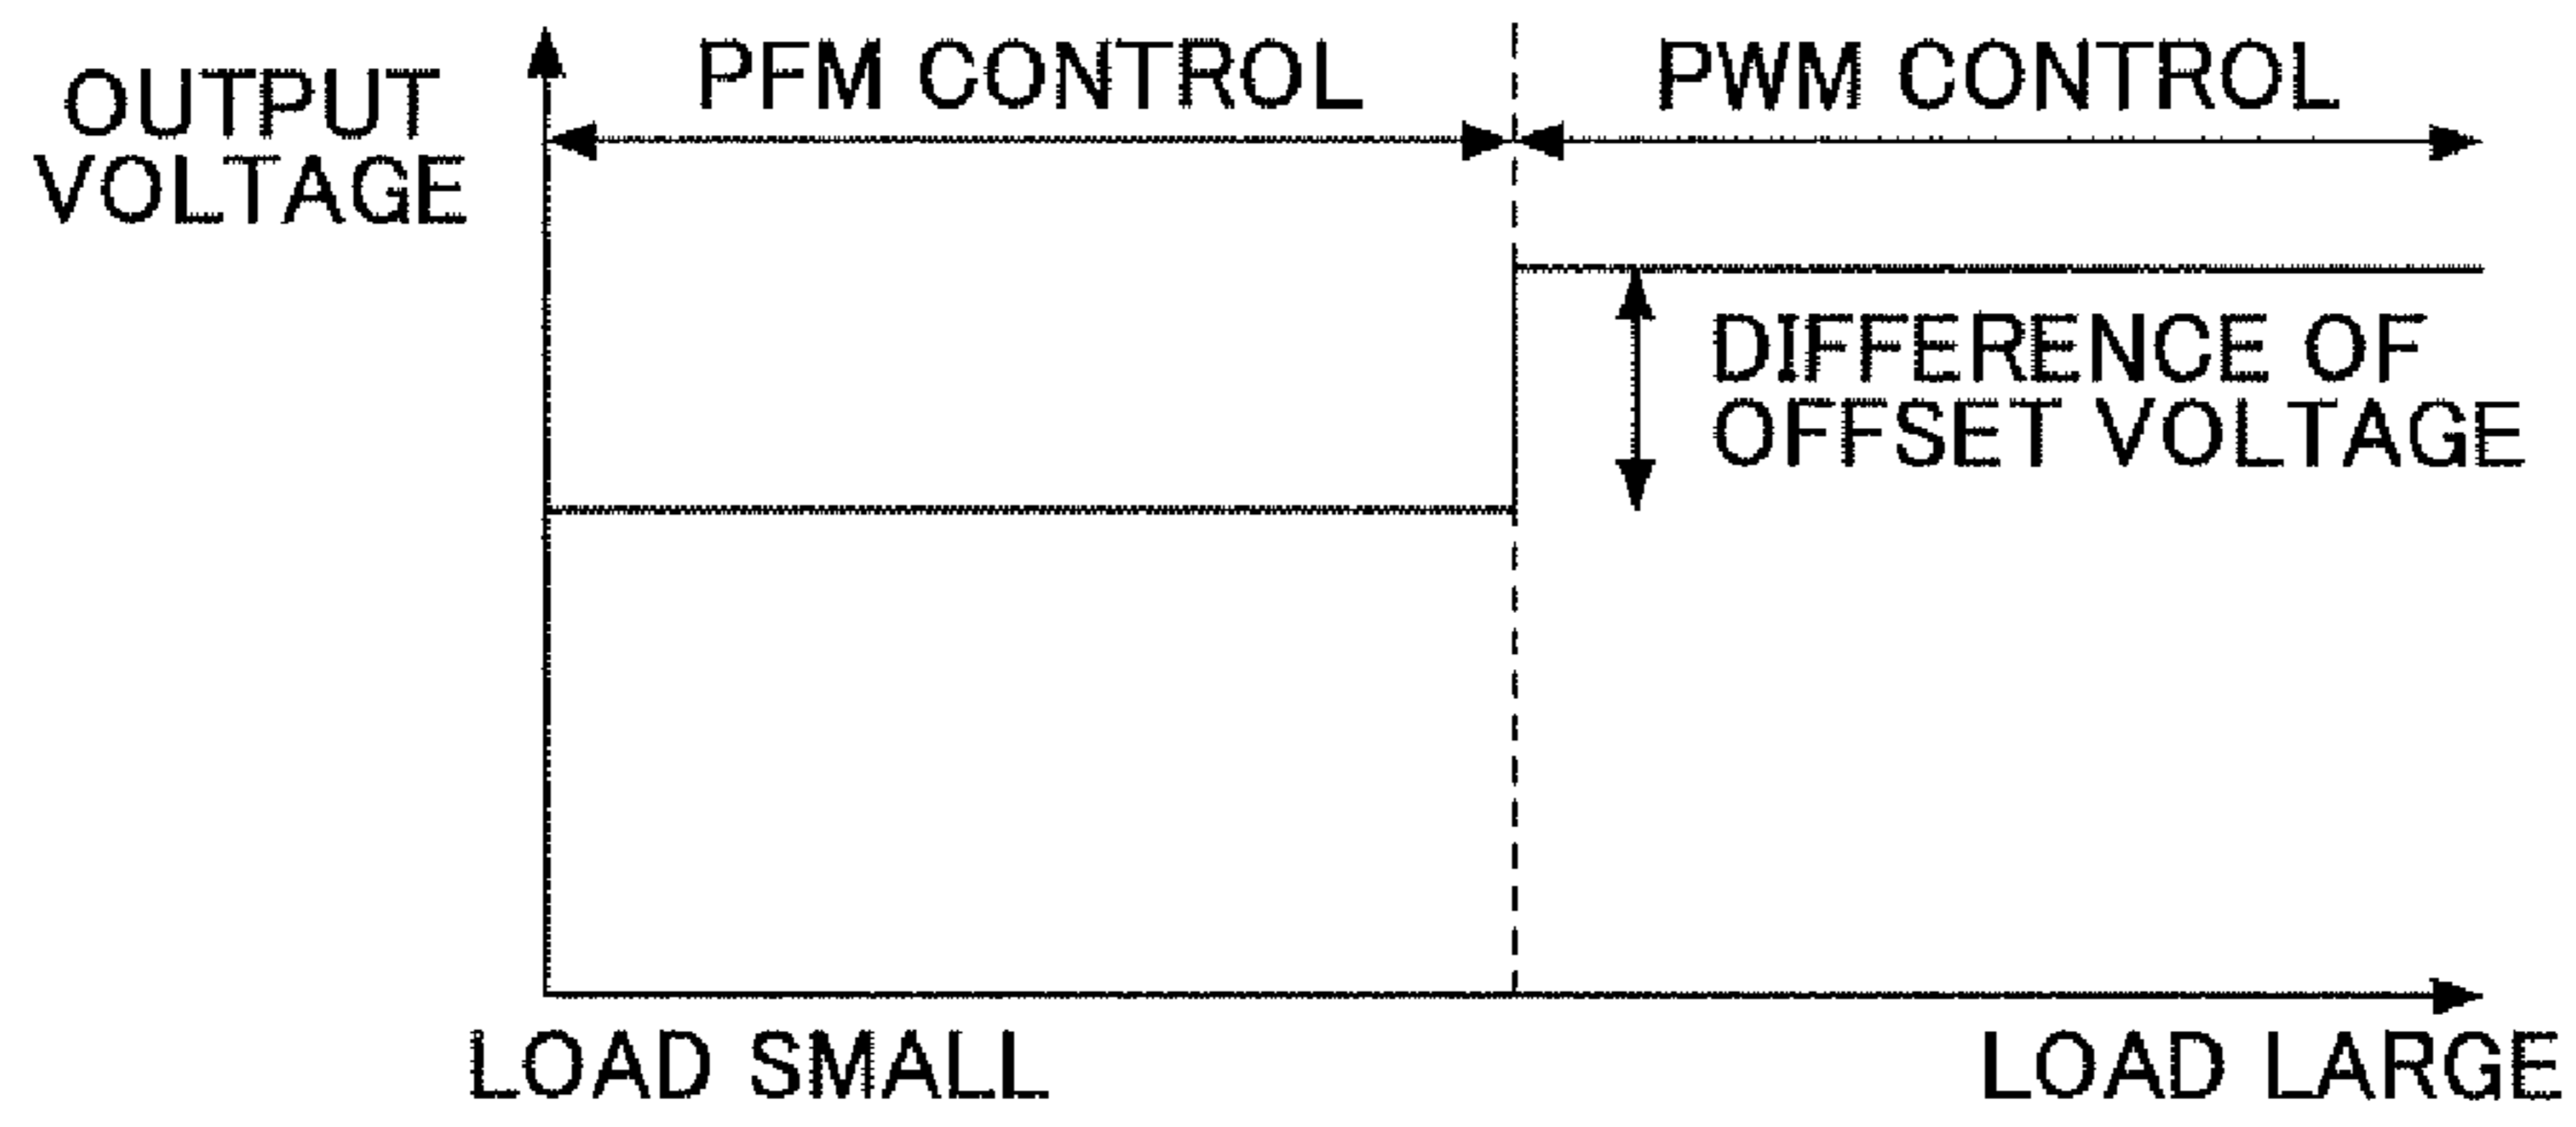 OUTPUT
VOLTAGE
PFM CONTROL
PWM CONTROL
DIFFERENCE OF
OFFSET VOLTAGE
LOAD SMALL
LOAD LARGE